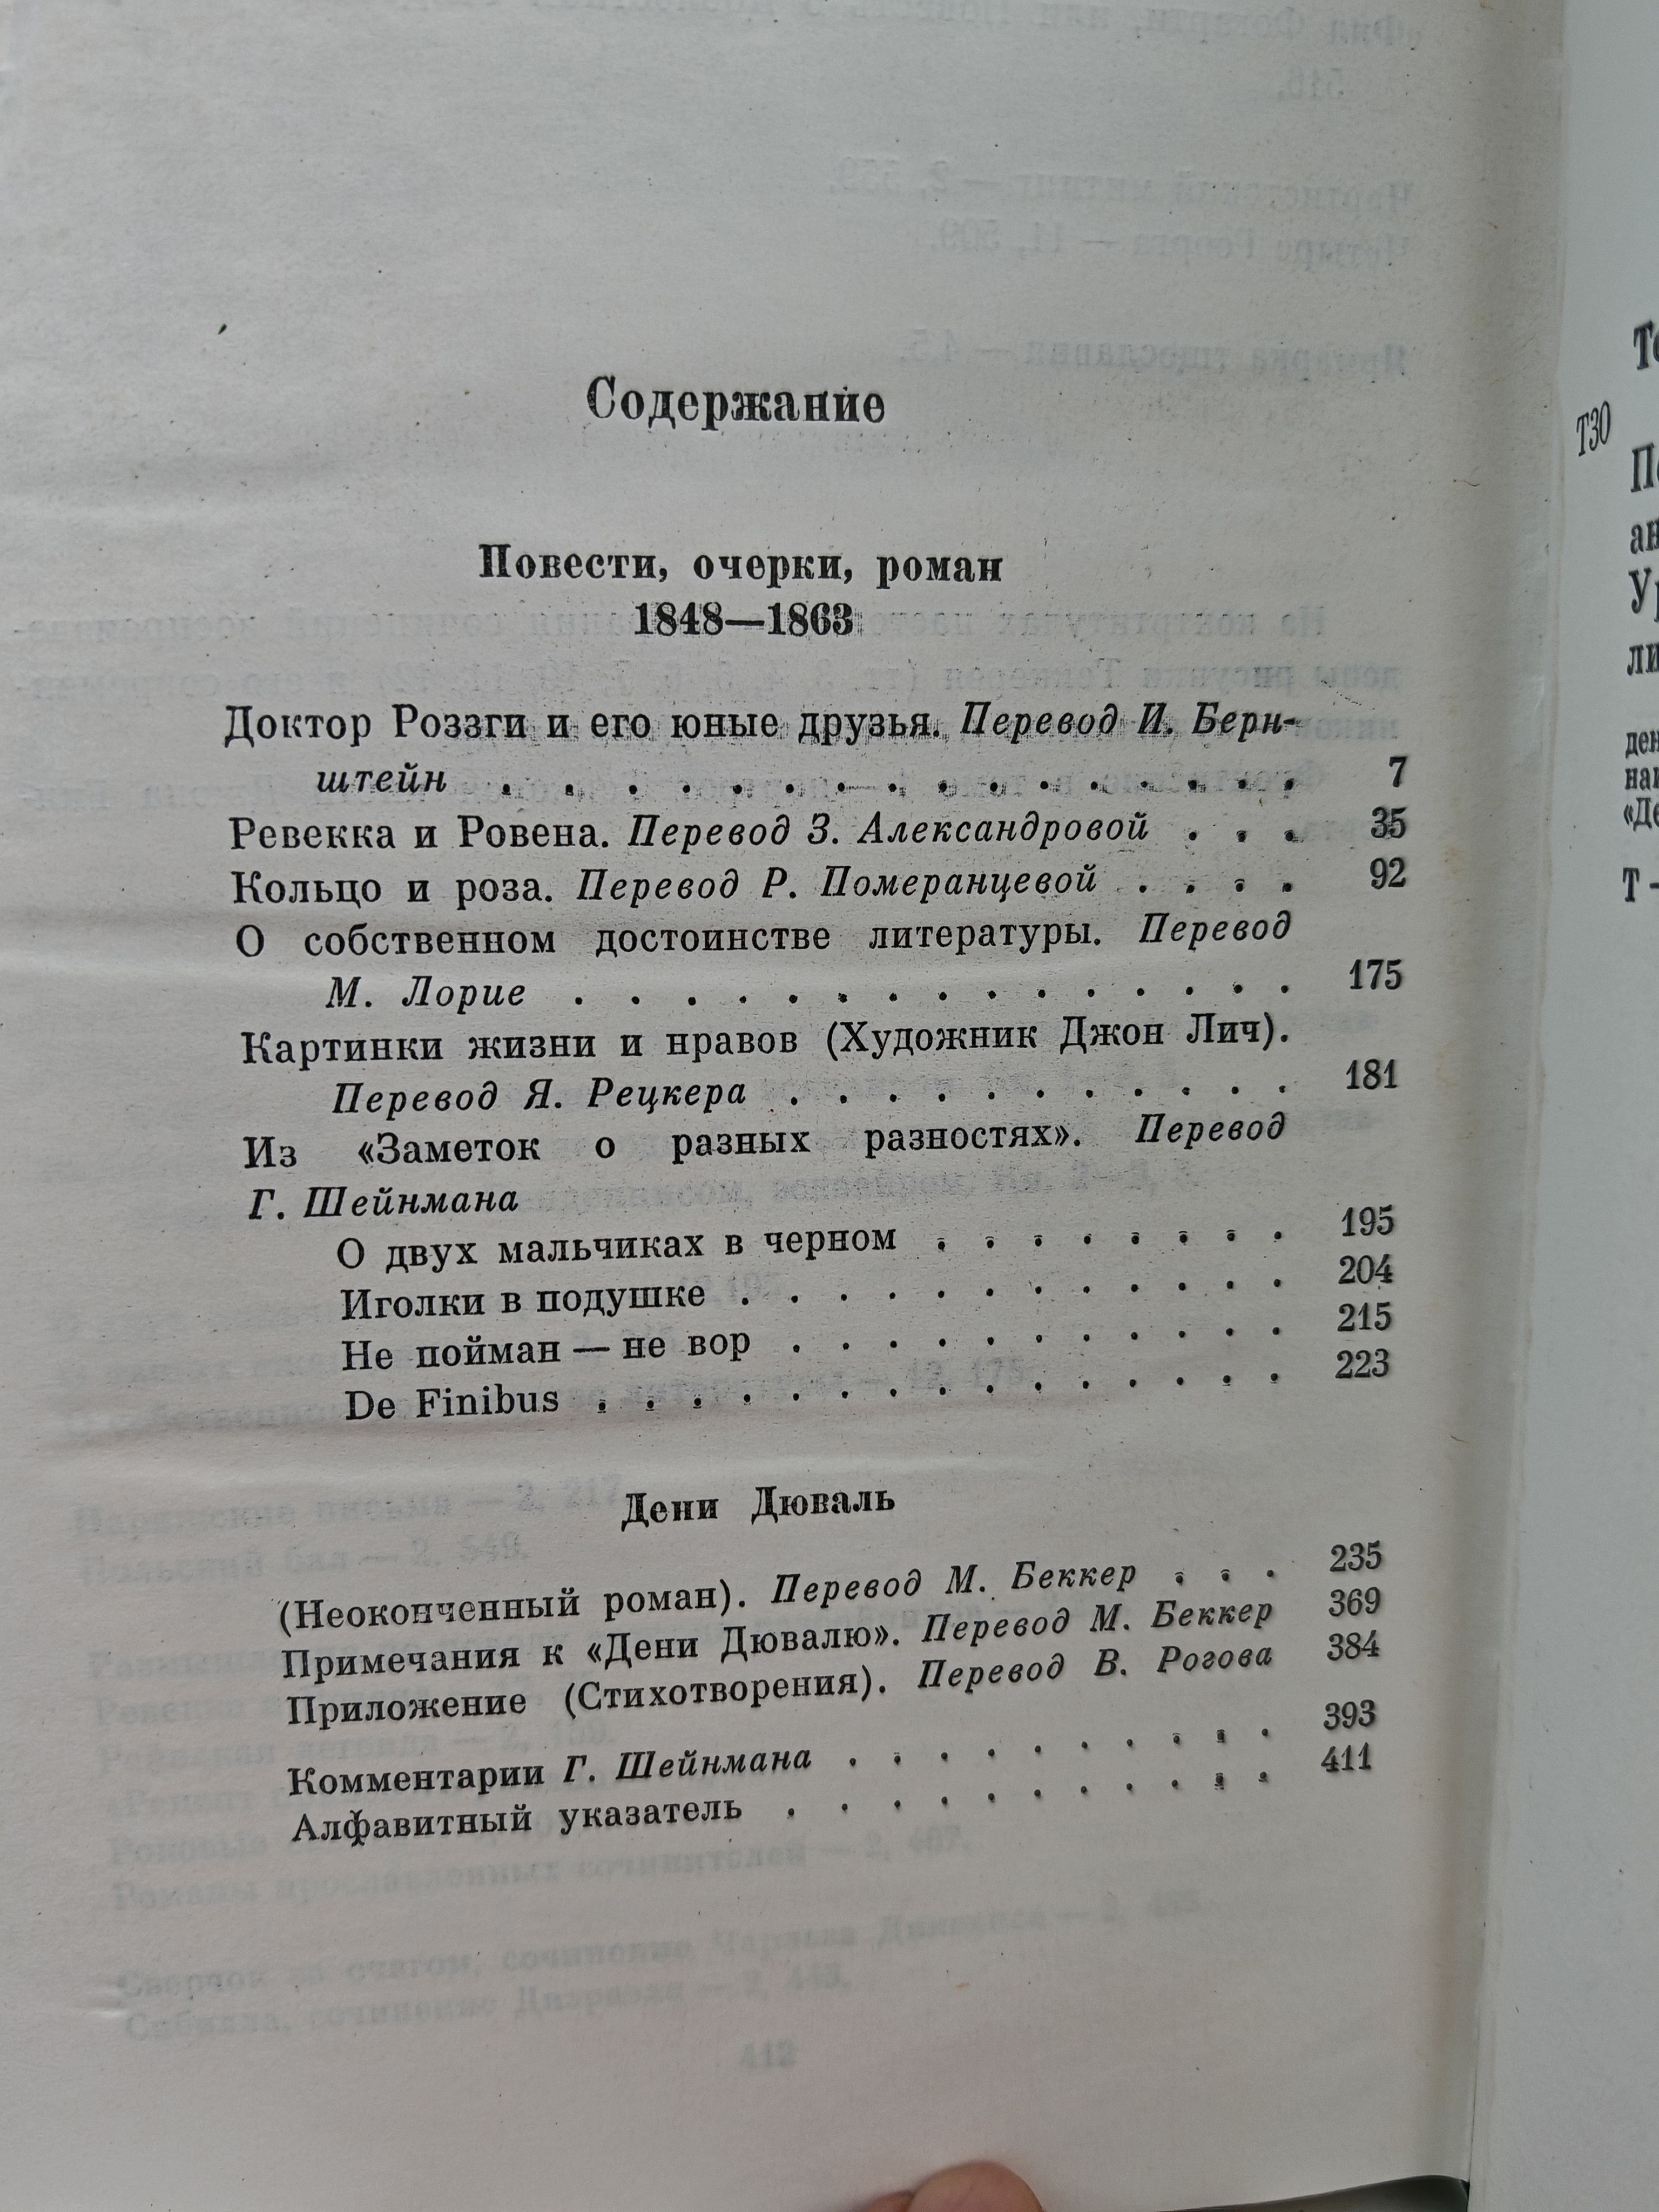 Содержание
Повести, очерки, роман
1848—1863
Доктор Роззги и его юные друзья. Перевод И. Берн-
штейн . . . . . . . . . . . . . . . 7
Ревекка и Ровена. Перевод З. Александровой . . . 35
Кольцо и роза. Перевод Р. Померанцевой . . . . 92
О собственном достоинстве литературы. Перевод
М. Лорие . . . . . . . . . . . . . . . 175
Картинки жизни и нравов (Художник Джон Лич).
Перевод Я. Рецкера . . . . . . . . . . . 181
Из «Заметок о разных разностях». Перевод
Г. Шейнмана
О двух мальчиках в черном . . . . . . . . 195
Иголки в подушке . . . . . . . . . . . . 204
Не пойман — не вор . . . . . . . . . . . 215
De Finibus . . . . . . . . . . . . . . . 223
Дени Дюваль
(Неоконченный роман). Перевод М. Беккер . . . 235
Примечания к «Дени Дювалю». Перевод М. Беккер 369
Приложение (Стихотворения). Перевод В. Рогова 384
Комментарии Г. Шейнмана . . . . . . . . . . 393
Алфавитный указатель . . . . . . . . . . . 411
Т30